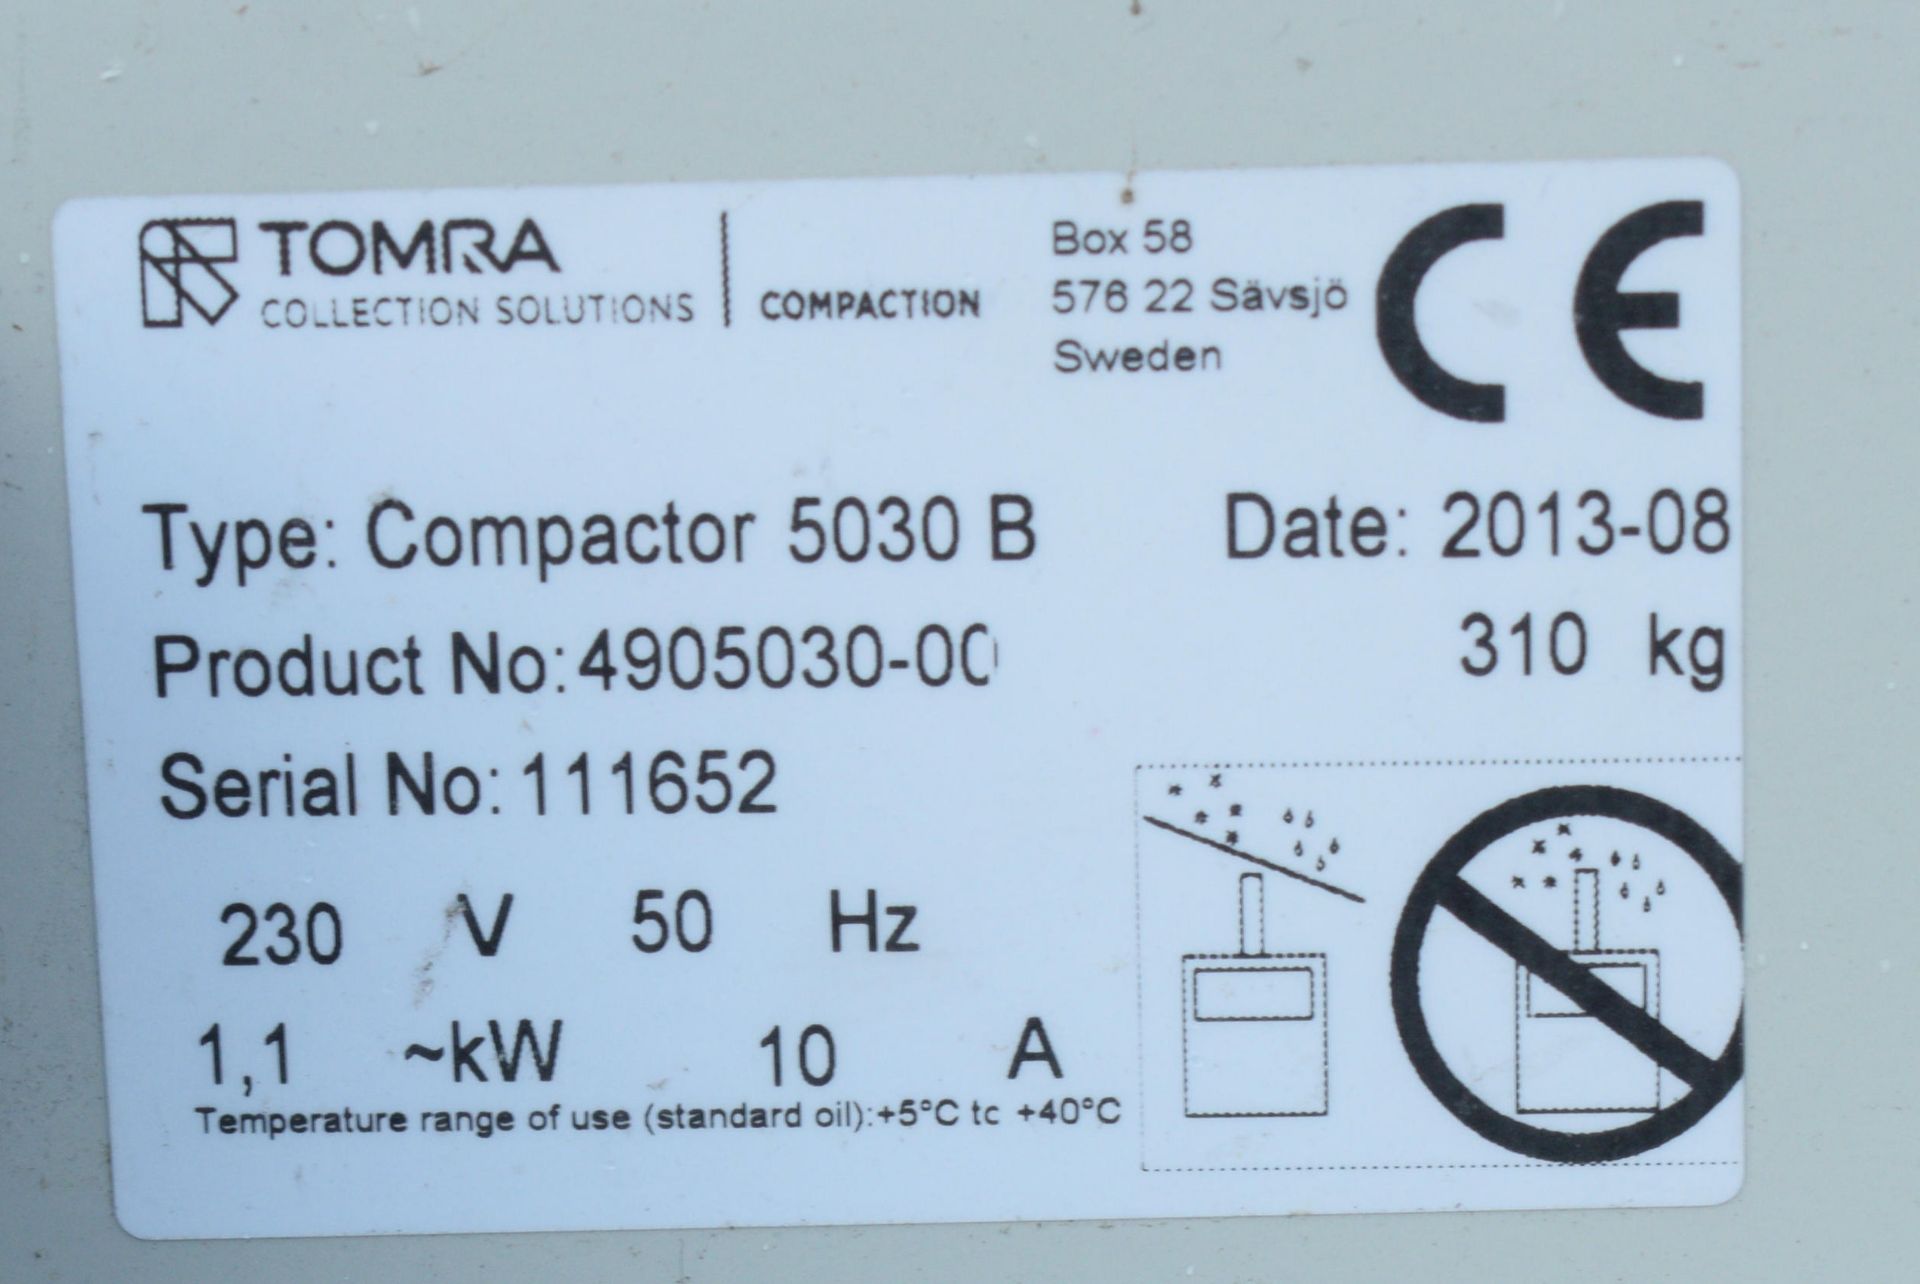 TOMRA
COLLECTION SOLUTIONS
COMPACTION
Box 58
576 22 Sävsjö
Sweden
CE
Type: Compactor 5030 B
Date: 2013-08
Product No: 4905030-00
310 kg
Serial No: 111652
230 V 50 Hz
1,1 ~kW 10 A
Temperature range of use (standard oil):+5°C to +40°C